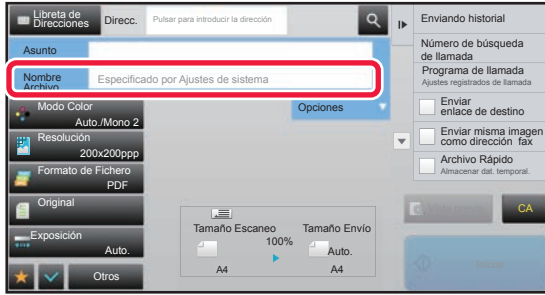 Libreta de
Direcciones
Direcc.
Pulsar para introducir la dirección
Asunto
Nombre
Archivo
Especificado por Ajustes de sistema
Modo Color
Auto./Mono 2
Opciones
Resolución
200x200ppp
Formato de Fichero
PDF
Original
Exposición
Auto.
Otros
Tamaño Escaneo
100%
Tamaño Envío
Auto.
A4
A4
Enviando historial
Número de búsqueda
de llamada
Programa de llamada
Ajustes registrados de llamada
Enviar
enlace de destino
Enviar misma imagen
como dirección fax
Archivo Rápido
Almacenar dat. temporal.
CA